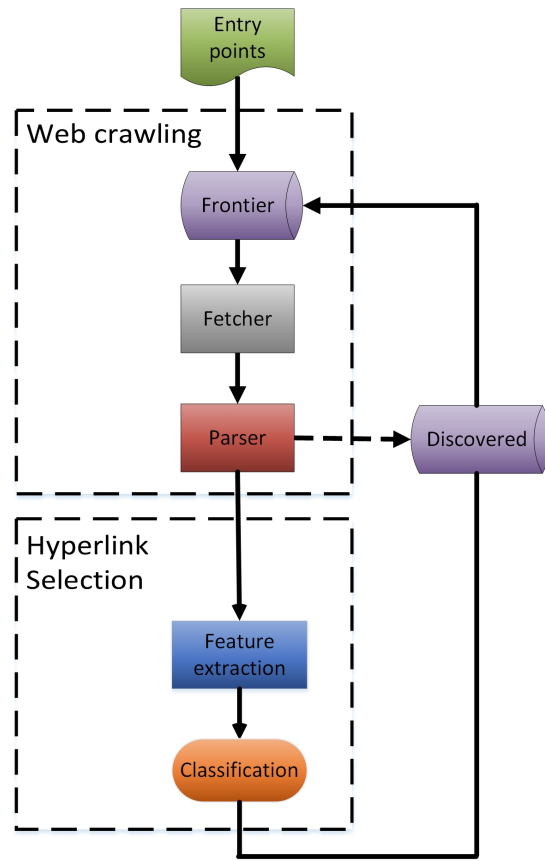 Entry
points
Web crawling
Frontier
Fetcher
Parser
Discovered
Hyperlink
Selection
Feature
extraction
Classification